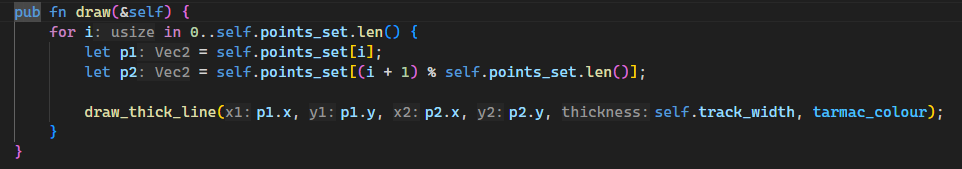 pub fn draw(&self) {
for i: usize in 0..self.points_set.len() {
let p1: Vec2 = self.points_set[i];
let p2: Vec2 = self.points_set[(i + 1) % self.points_set.len()];
draw_thick_line(x1: p1.x, y1: p1.y, x2: p2.x, y2: p2.y, thickness: self.track_width, tarmac_colour);
}
}